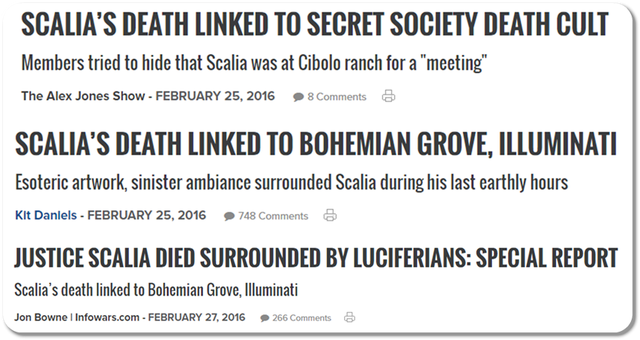 SCALIA'S DEATH LINKED TO SECRET SOCIETY DEATH CULT
Members tried to hide that Scalia was at Cibolo ranch for a "meeting"
The Alex Jones Show - FEBRUARY 25, 2016 8 Comments
SCALIA'S DEATH LINKED TO BOHEMIAN GROVE, ILLUMINATI
Esoteric artwork, sinister ambiance surrounded Scalia during his last earthly hours
Kit Daniels - FEBRUARY 25, 2016 748 Comments
JUSTICE SCALIA DIED SURROUNDED BY LUCIFERIANS: SPECIAL REPORT
Scalia's death linked to Bohemian Grove, Illuminati
Jon Bowne | Infowars.com - FEBRUARY 27, 2016 266 Comments